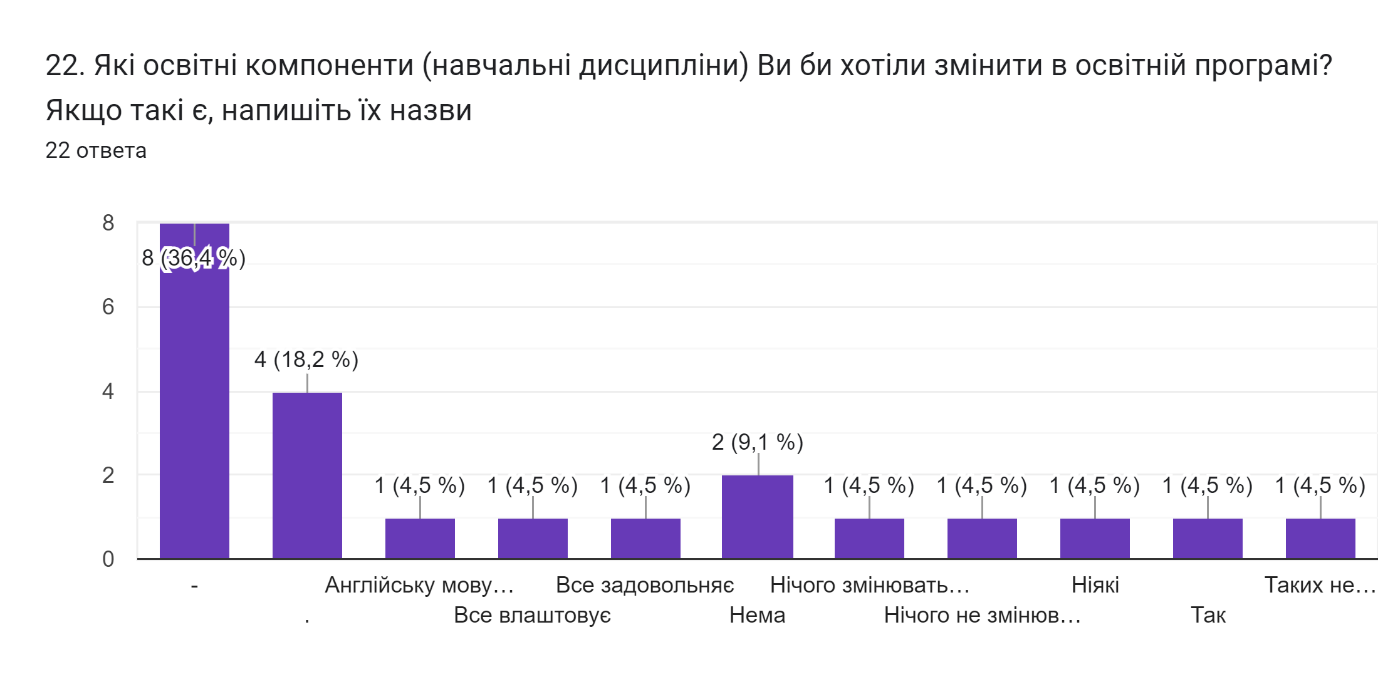 22. Які освітні компоненти (навчальні дисципліни) Ви би хотіли змінити в освітній програмі?
Якщо такі є, напишіть їх назви
22 ответа
8
6
4
2
0
8 (36,4 %)
4 (18,2 %)
1 (4,5 %)
1 (4,5 %)
1 (4,5 %)
2 (9,1 %)
1 (4,5 %)
1 (4,5 %)
1 (4,5 %)
1 (4,5 %)
1 (4,5 %)
-
.
Англійську мову…
Все влаштовує
Все задовольняє
Нема
Нічого змінювать…
Нічого не змінюв…
Ніякі
Так
Таких не…